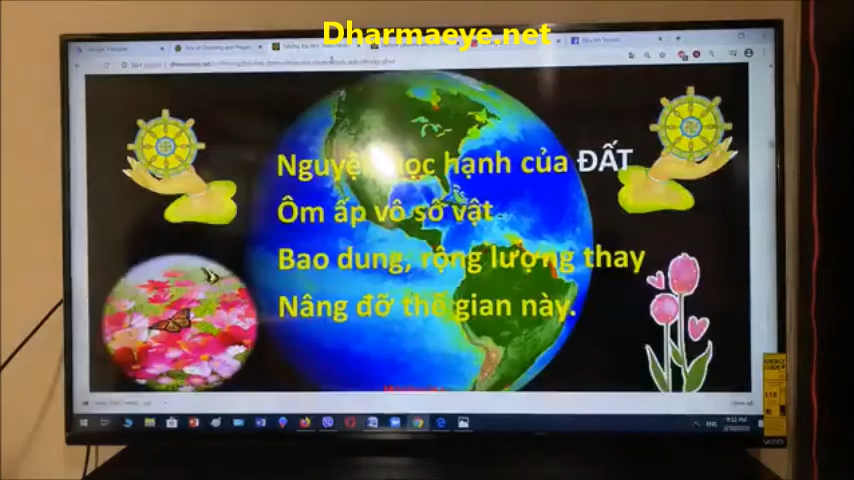 Dharmaeye.net
Nguyện học hạnh của ĐẤT
Ôm ấp vô số vật
Bao dung, rộng lượng thay
Nâng đỡ thế gian này.
ENG